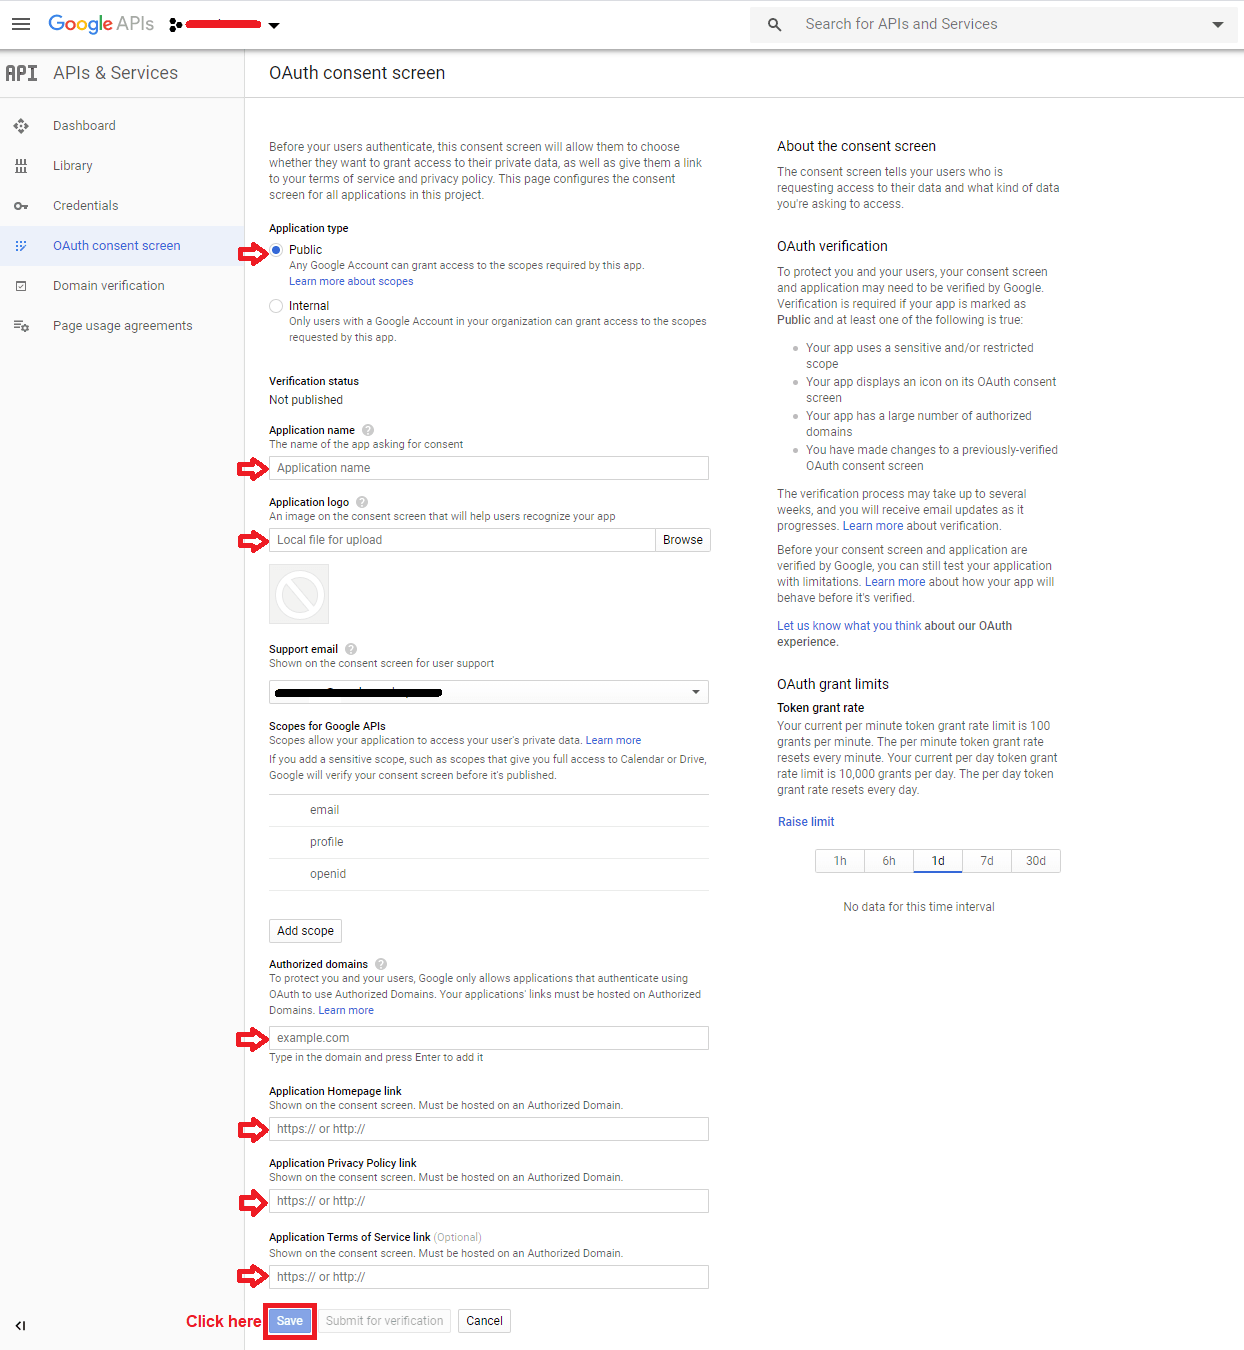 Google APIs
Search for APIs and Services
API APIs & Services
OAuth consent screen
Dashboard
Library
Credentials
OAuth consent screen
Domain verification
Page usage agreements
Before your users authenticate, this consent screen will allow them to choose
whether they want to grant access to their private data, as well as give them a link
to your terms of service and privacy policy. This page configures the consent
screen for all applications in this project.
Application type
Public
Any Google Account can grant access to the scopes required by this app.
Learn more about scopes
Internal
Only users with a Google Account in your organization can grant access to the scopes
requested by this app.
Verification status
Not published
Application name
The name of the app asking for consent
Application name
Application logo
An image on the consent screen that will help users recognize your app
Local file for upload
Browse
Support email
Shown on the consent screen for user support
Scopes for Google APIs
Scopes allow your application to access your user's private data. Learn more
If you add a sensitive scope, such as scopes that give you full access to Calendar or Drive,
Google will verify your consent screen before it's published.
email
profile
openid
Add scope
Authorized domains
To protect you and your users, Google only allows applications that authenticate using
OAuth to use Authorized Domains. Your applications' links must be hosted on Authorized
Domains. Learn more
example.com
Type in the domain and press Enter to add it
Application Homepage link
Shown on the consent screen. Must be hosted on an Authorized Domain.
https:// or http://
Application Privacy Policy link
Shown on the consent screen. Must be hosted on an Authorized Domain.
https:// or http://
Application Terms of Service link (Optional)
Shown on the consent screen. Must be hosted on an Authorized Domain.
https:// or http://
Click here
Save
Submit for verification
Cancel
About the consent screen
The consent screen tells your users who is
requesting access to their data and what kind of data
you're asking to access.
OAuth verification
To protect you and your users, your consent screen
and application may need to be verified by Google.
Verification is required if your app is marked as
Public and at least one of the following is true:
Your app uses a sensitive and/or restricted
scope
Your app displays an icon on its OAuth consent
screen
Your app has a large number of authorized
domains
You have made changes to a previously-verified
OAuth consent screen
The verification process may take up to several
weeks, and you will receive email updates as it
progresses. Learn more about verification.
Before your consent screen and application are
verified by Google, you can still test your application
with limitations. Learn more about how your app will
behave before it's verified.
Let us know what you think about our OAuth
experience.
OAuth grant limits
Token grant rate
Your current per minute token grant rate limit is 100
grants per minute. The per minute token grant rate
resets every minute. Your current per day token grant
rate limit is 10,000 grants per day. The per day token
grant rate resets every day.
Raise limit
1h 6h 1d 7d 30d
No data for this time interval